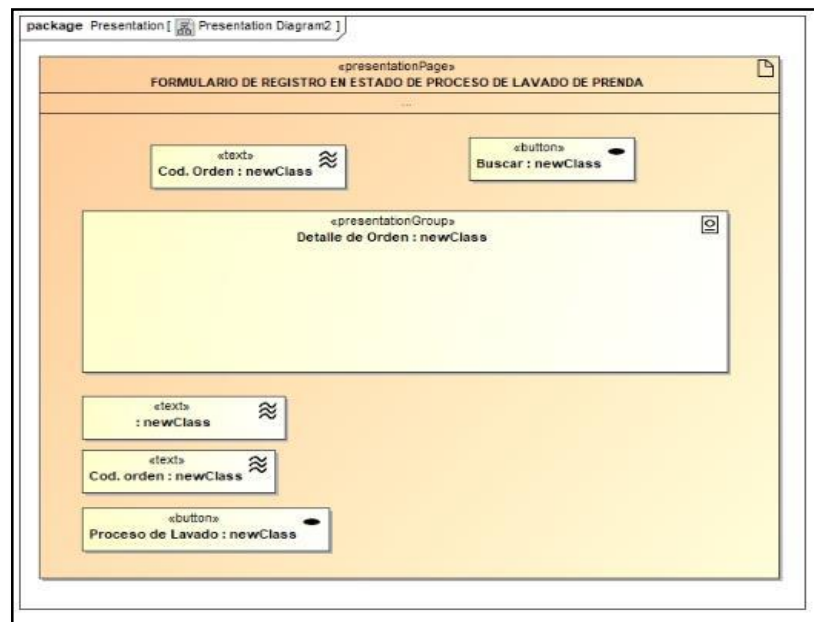 package Presentation [ Presentation Diagram2 ]
«presentationPage»
FORMULARIO DE REGISTRO EN ESTADO DE PROCESO DE LAVADO DE PRENDA
...
«text»
Cod. Orden : newClass
«button»
Buscar : newClass
«presentationGroup»
Detalle de Orden : newClass
«text»
: newClass
«text»
Cod. orden : newClass
«button»
Proceso de Lavado : newClass